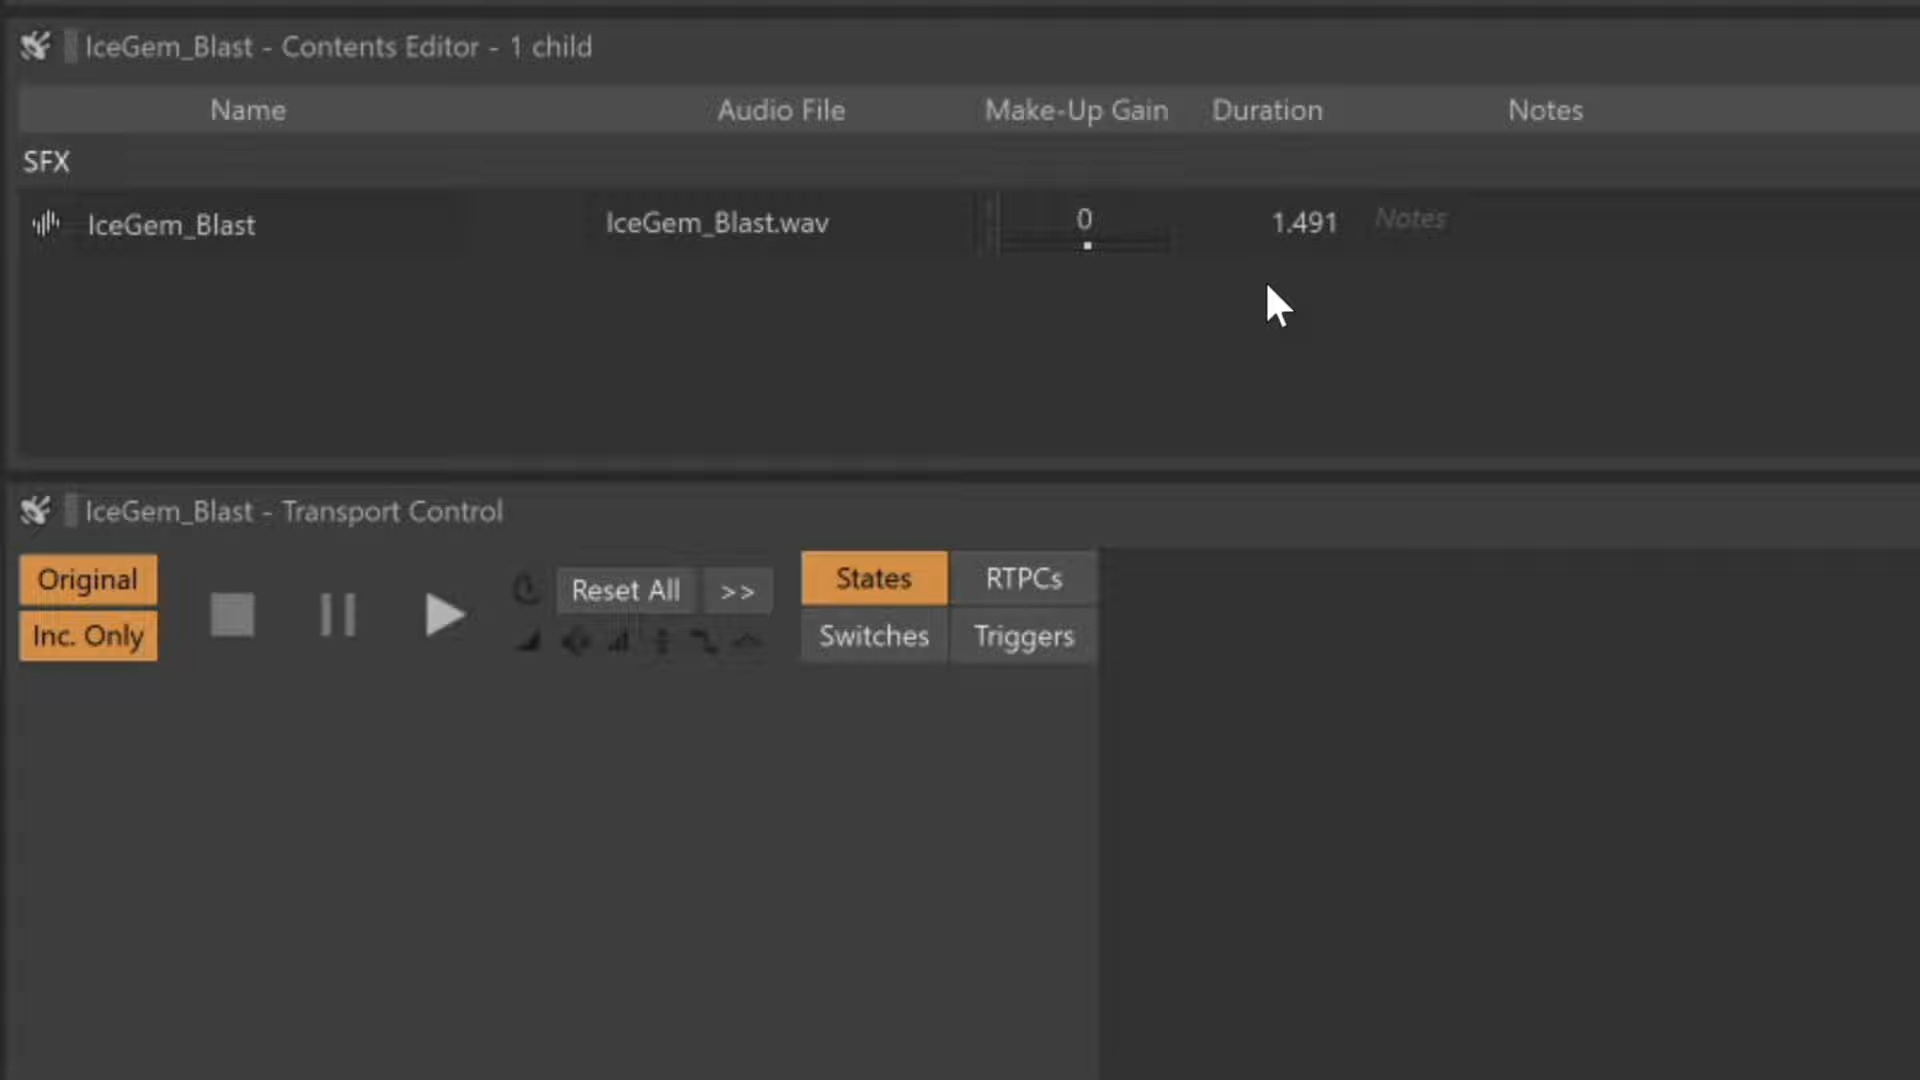 IceGem_Blast - Contents Editor - 1 child
Name Audio File Make-Up Gain Duration Notes
SFX
IceGem_Blast IceGem_Blast.wav 0 1.491 Notes
IceGem_Blast - Transport Control
Original Reset All >> States RTPCs
Inc. Only Switches Triggers